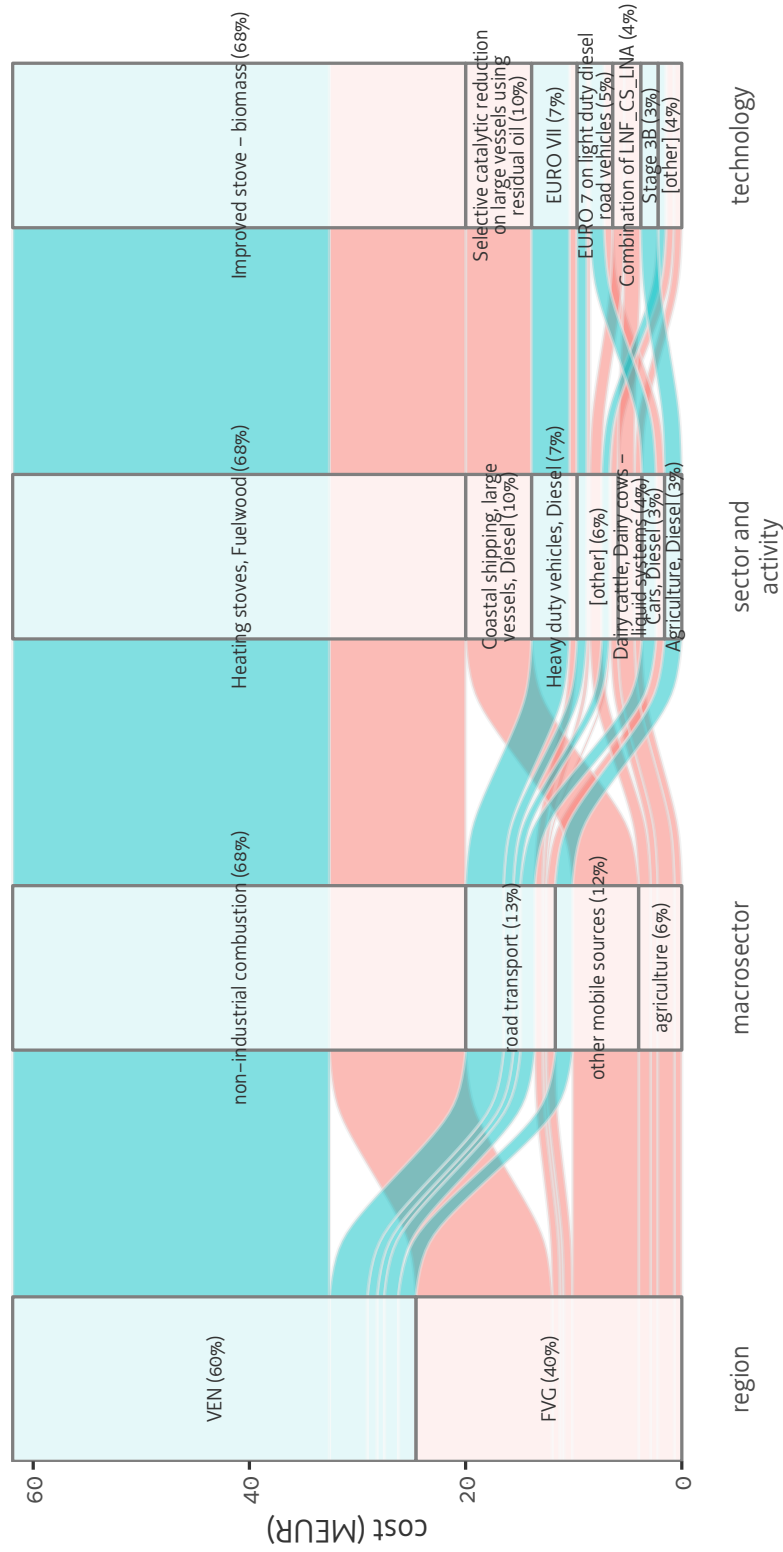 cost (MEUR)
0
20
40
60
VEN (60%)
FVG (40%)
region
non−industrial combustion (68%)
road transport (13%)
other mobile sources (12%)
agriculture (6%)
macrosector
Heating stoves, Fuelwood (68%)
Coastal shipping, large
vessels, Diesel (10%)
Heavy duty vehicles, Diesel (7%)
[other] (6%)
Dairy cattle, Dairy cows −
liquid systems (4%)
Cars, Diesel (3%)
Agriculture, Diesel (3%)
sector and
activity
Improved stove − biomass (68%)
Selective catalytic reduction
on large vessels using
residual oil (10%)
EURO VII (7%)
EURO 7 on light duty diesel
road vehicles (5%)
Combination of LNF_CS_LNA (4%)
Stage 3B (3%)
[other] (4%)
technology